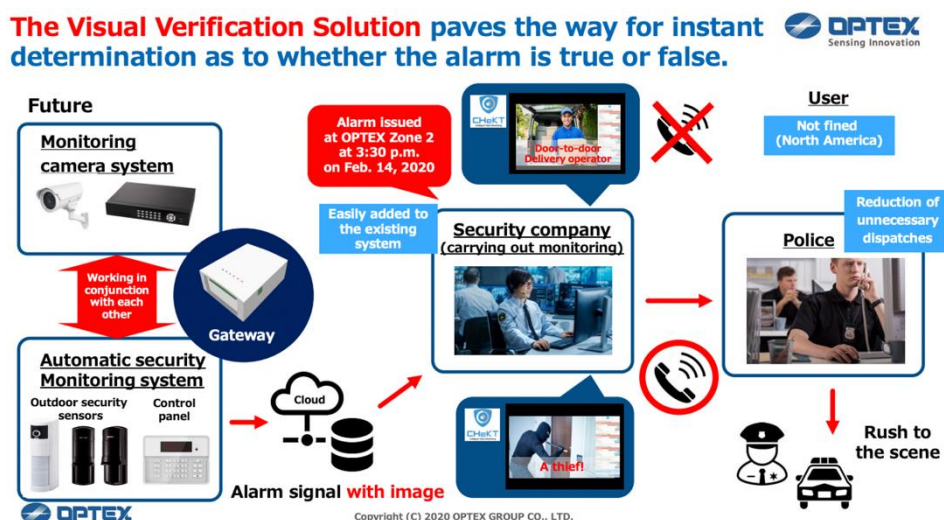 The Visual Verification Solution paves the way for instant
determination as to whether the alarm is true or false.
OPTEX
Sensing Innovation
Future
Monitoring
camera system
Working in
conjunction
with each
other
Gateway
Automatic security
Monitoring system
Outdoor security
sensors
Control
panel
Cloud
Alarm signal with image
Alarm issued
at OPTEX Zone 2
at 3:30 p.m.
on Feb. 14, 2020
Easily added to
the existing
system
CHeKT
Door-to-door
Delivery operator
Security company
(carrying out monitoring)
CHeKT
A thief!
User
Not fined
(North America)
Reduction of
unnecessary
dispatches
Police
Rush to
the scene
OPTEX
Copyright (C) 2020 OPTEX GROUP CO., LTD.